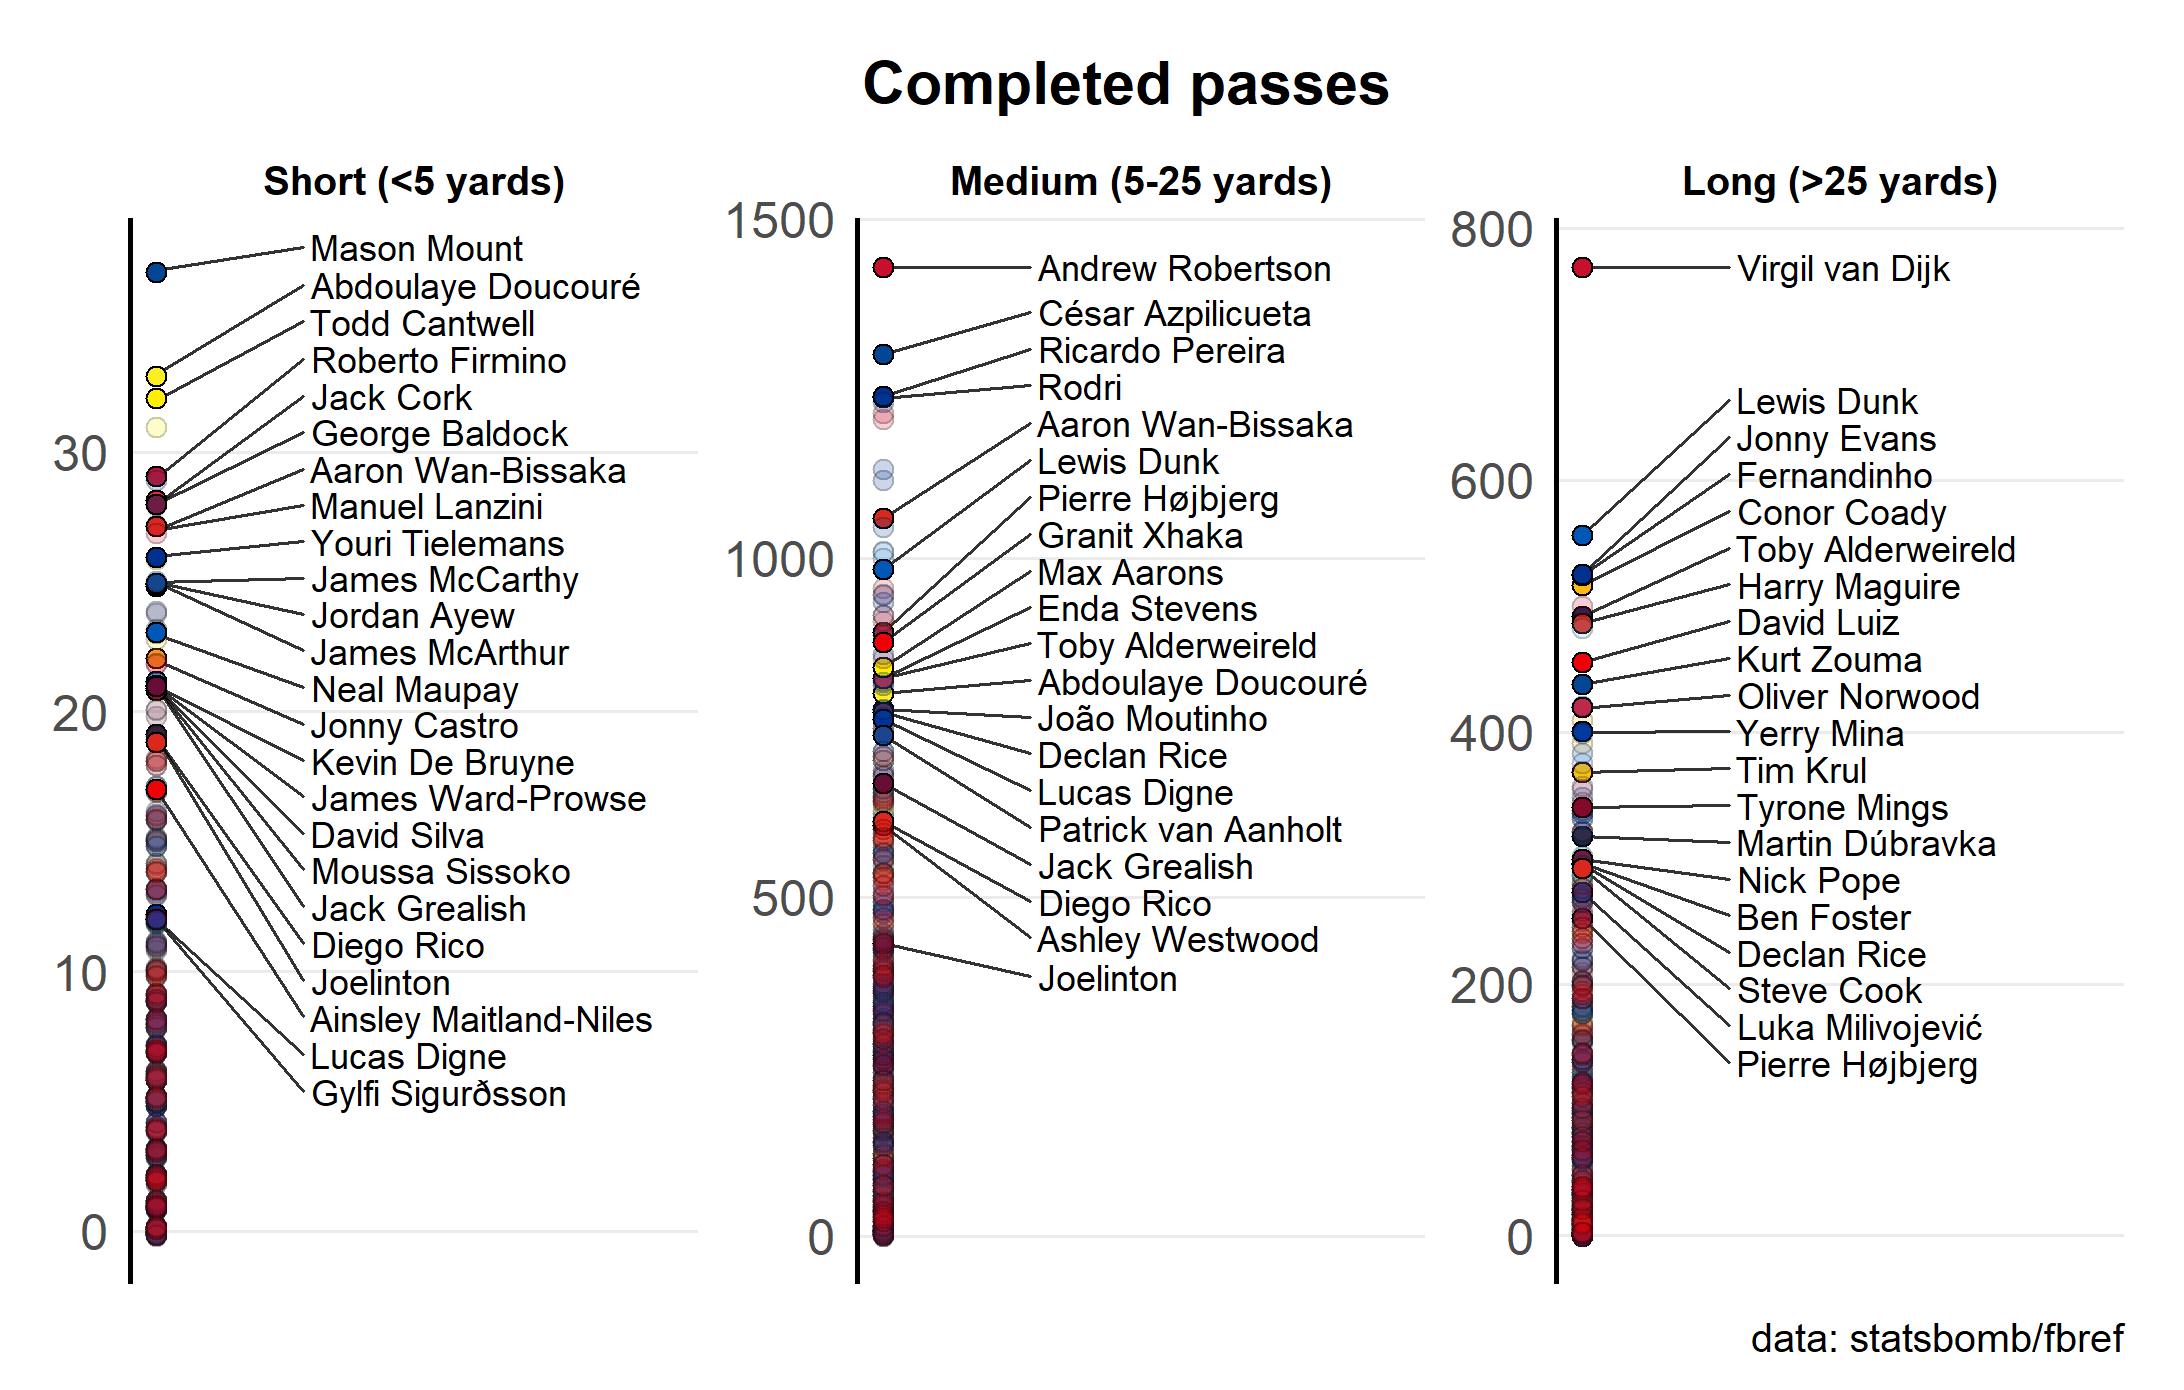 Completed passes
Short (<5 yards)
30
20
10
0
Mason Mount
Abdoulaye Doucouré
Todd Cantwell
Roberto Firmino
Jack Cork
George Baldock
Aaron Wan-Bissaka
Manuel Lanzini
Youri Tielemans
James McCarthy
Jordan Ayew
James McArthur
Neal Maupay
Jonny Castro
Kevin De Bruyne
James Ward-Prowse
David Silva
Moussa Sissoko
Jack Grealish
Diego Rico
Joelinton
Ainsley Maitland-Niles
Lucas Digne
Gylfi Sigurðsson
Medium (5-25 yards)
1500
1000
500
0
Andrew Robertson
César Azpilicueta
Ricardo Pereira
Rodri
Aaron Wan-Bissaka
Lewis Dunk
Pierre Højbjerg
Granit Xhaka
Max Aarons
Enda Stevens
Toby Alderweireld
Abdoulaye Doucouré
João Moutinho
Declan Rice
Lucas Digne
Patrick van Aanholt
Jack Grealish
Diego Rico
Ashley Westwood
Joelinton
Long (>25 yards)
800
600
400
200
0
Virgil van Dijk
Lewis Dunk
Jonny Evans
Fernandinho
Conor Coady
Toby Alderweireld
Harry Maguire
David Luiz
Kurt Zouma
Oliver Norwood
Yerry Mina
Tim Krul
Tyrone Mings
Martin Dúbravka
Nick Pope
Ben Foster
Declan Rice
Steve Cook
Luka Milivojević
Pierre Højbjerg
data: statsbomb/fbref